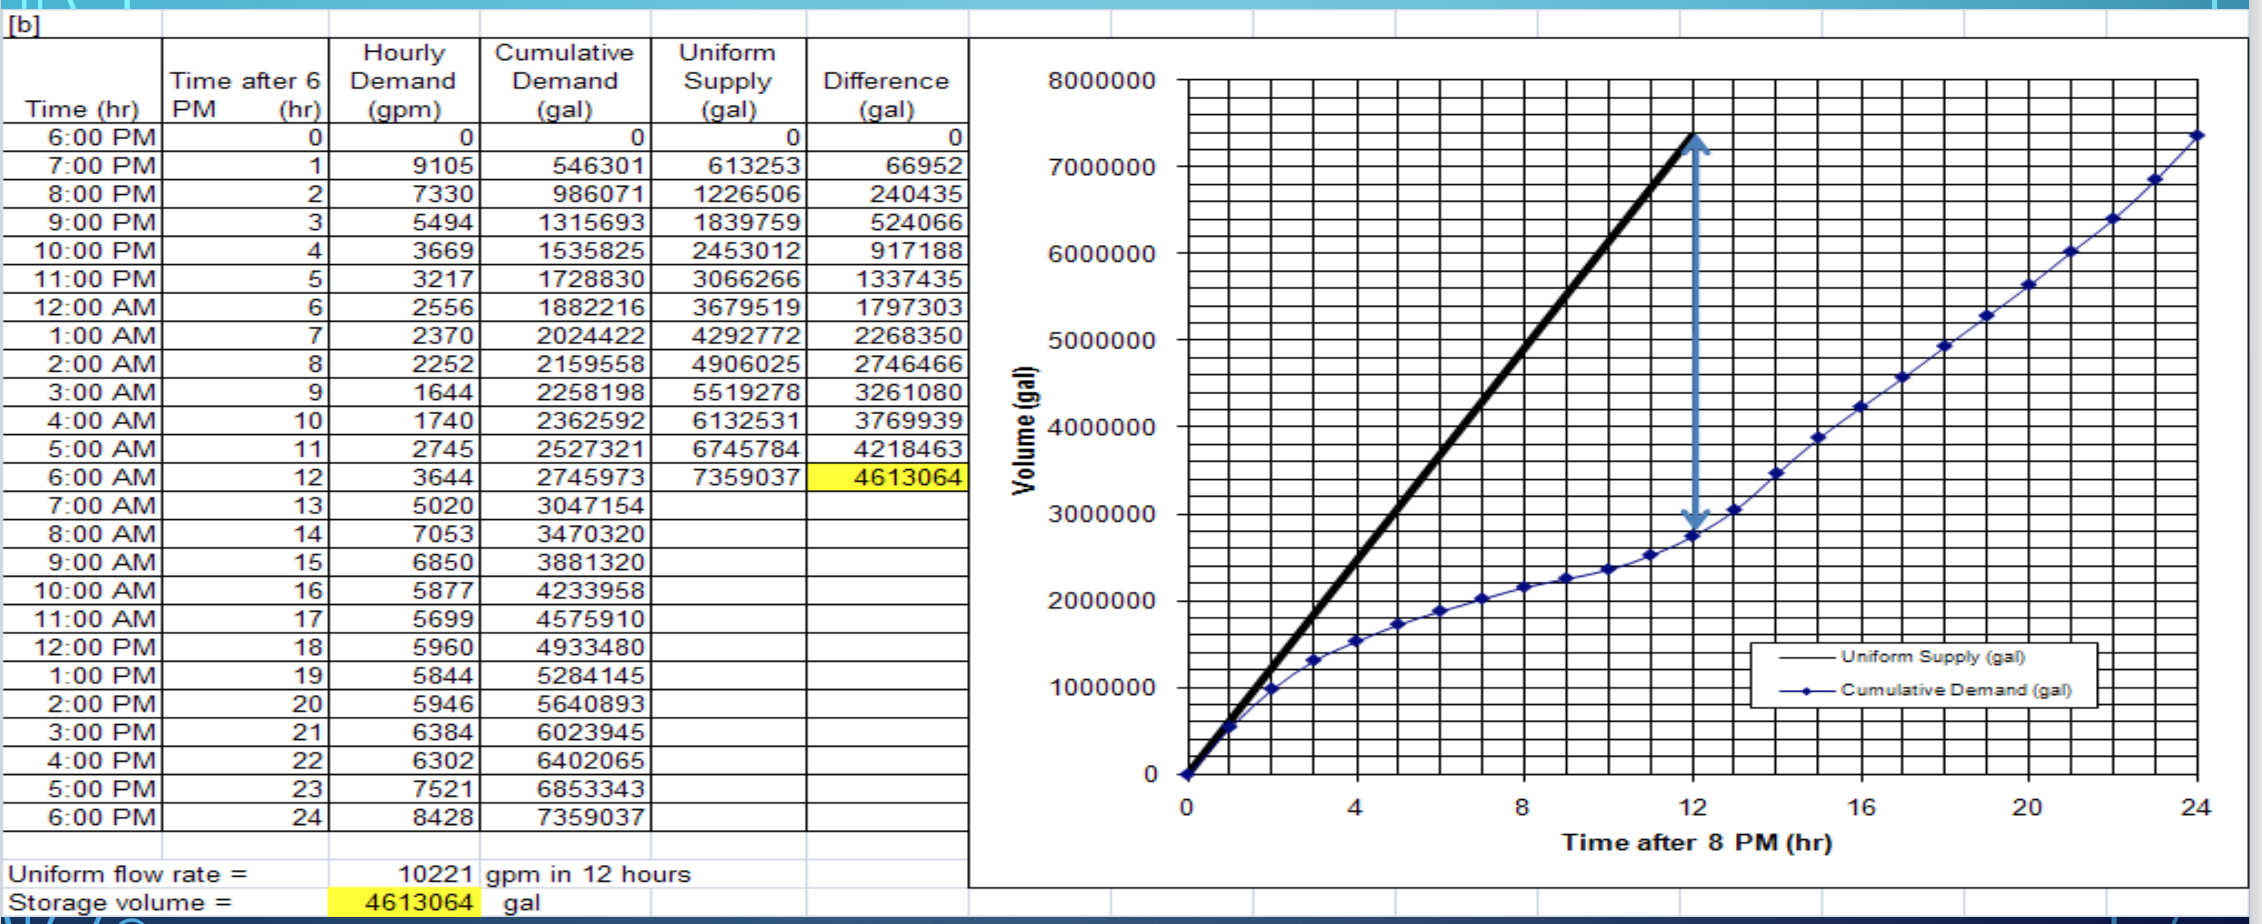 [b]
Time (hr) Time after 6 PM (hr) Hourly Demand (gpm) Cumulative Demand (gal) Uniform Supply (gal) Difference (gal)
6:00 PM 0 0 0 0 0
7:00 PM 1 9105 546301 613253 66952
8:00 PM 2 7330 986071 1226506 240435
9:00 PM 3 5494 1315693 1839759 524066
10:00 PM 4 3669 1535825 2453012 917188
11:00 PM 5 3217 1728830 3066266 1337435
12:00 AM 6 2556 1882216 3679519 1797303
1:00 AM 7 2370 2024422 4292772 2268350
2:00 AM 8 2252 2159558 4906025 2746466
3:00 AM 9 1644 2258198 5519278 3261080
4:00 AM 10 1740 2362592 6132531 3769939
5:00 AM 11 2745 2527321 6745784 4218463
6:00 AM 12 3644 2745973 7359037 4613064
7:00 AM 13 5020 3047154
8:00 AM 14 7053 3470320
9:00 AM 15 6850 3881320
10:00 AM 16 5877 4233958
11:00 AM 17 5699 4575910
12:00 PM 18 5960 4933480
1:00 PM 19 5844 5284145
2:00 PM 20 5946 5640893
3:00 PM 21 6384 6023945
4:00 PM 22 6302 6402065
5:00 PM 23 7521 6853343
6:00 PM 24 8428 7359037
Uniform flow rate = 10221 gpm in 12 hours
Storage volume = 4613064 gal
8000000
7000000
6000000
5000000
4000000
3000000
2000000
1000000
0
Volume (gal)
0 4 8 12 16 20 24
Time after 8 PM (hr)
Uniform Supply (gal)
Cumulative Demand (gal)